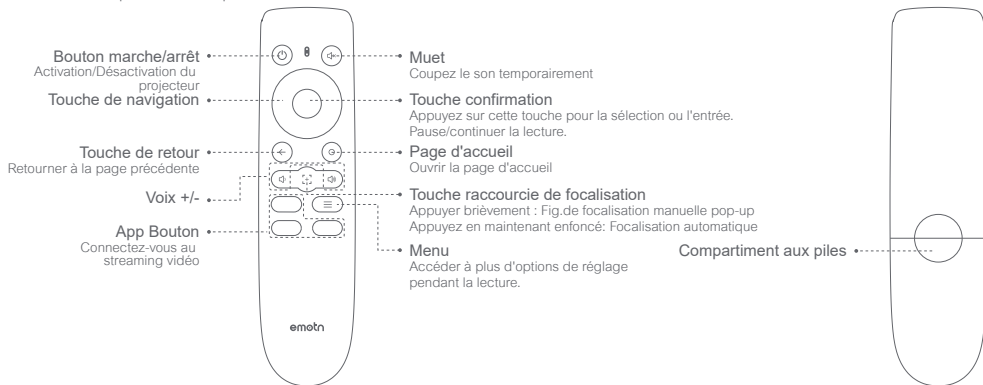 Bouton marche/arrêt
Activation/Désactivation du
projecteur
Touche de navigation
Touche de retour
Retourner à la page précédente
Voix +/-
App Bouton
Connectez-vous au
streaming vidéo
Muet
Coupez le son temporairement
Touche confirmation
Appuyez sur cette touche pour la sélection ou l'entrée.
Pause/continuer la lecture.
Page d'accueil
Ouvrir la page d'accueil
Touche raccourcie de focalisation
Appuyer brièvement : Fig.de focalisation manuelle pop-up
Appuyez en maintenant enfoncé: Focalisation automatique
Menu
Accéder à plus d'options de réglage
pendant la lecture.
emotn
Compartiment aux piles